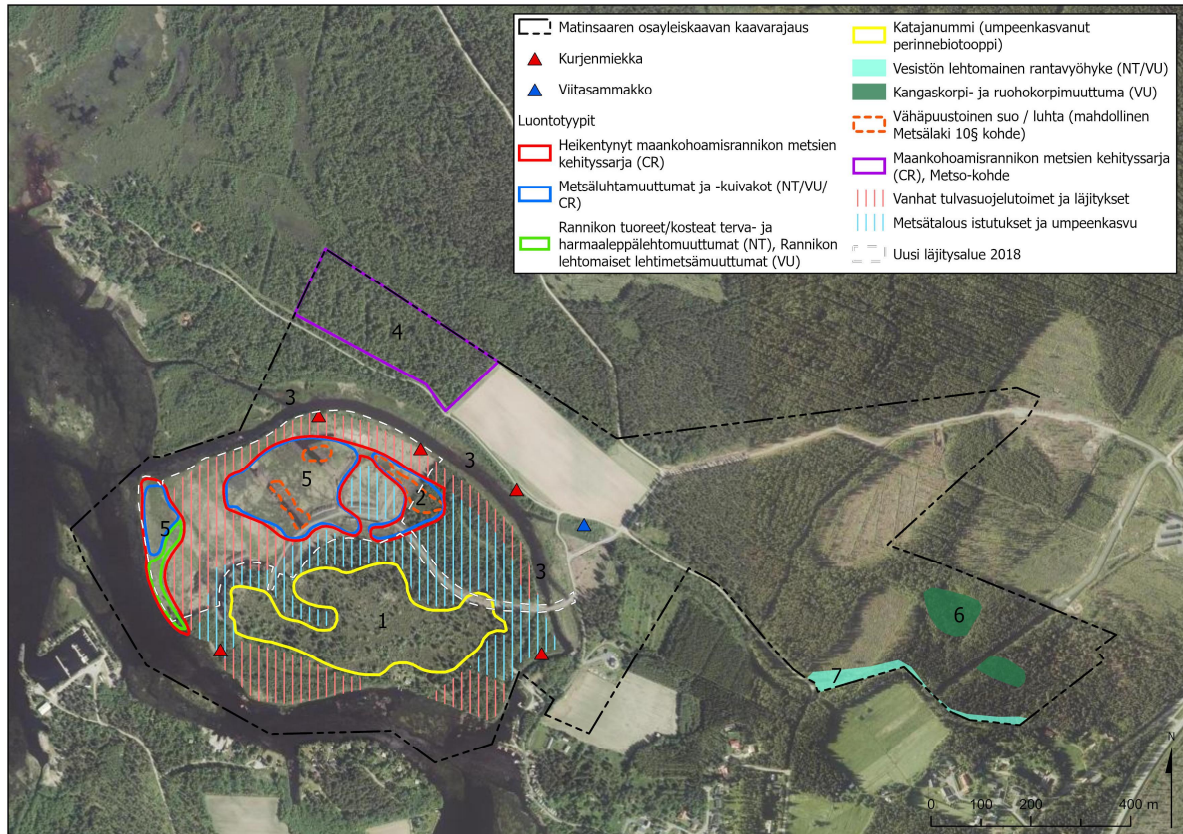 Matinsaaren osayleiskaavan kaavarajaus
Kurjenmiekka
Viitasammakko
Luontotyypit
Heikentynyt maankohoamisrannikon metsien
kehityssarja (CR)
Metsäluhtamuuttumat ja -kuivakot (NT/VU/
CR)
Rannikon tuoreet/kosteat terva- ja
harmaaleppälehtomuuttumat (NT), Rannikon
lehtomaiset lehtimetsämuuttumat (VU)
Katajanummi (umpeenkasvanut
perinnebiotooppi)
Vesistön lehtomainen rantavyöhyke (NT/VU)
Kangaskorpi- ja ruohokorpimuuttuma (VU)
Vähäpuustoinen suo / luhta (mahdollinen
Metsälaki 10§ kohde)
Maankohoamisrannikon metsien kehityssarja
(CR), Metso-kohde
Vanhat tulvasuojelutoimet ja läjitykset
Metsätalous istutukset ja umpeenkasvu
Uusi läjitysalue 2018
4
3
3
5
2
5
3
1
6
7
N
0 100 200 400 m